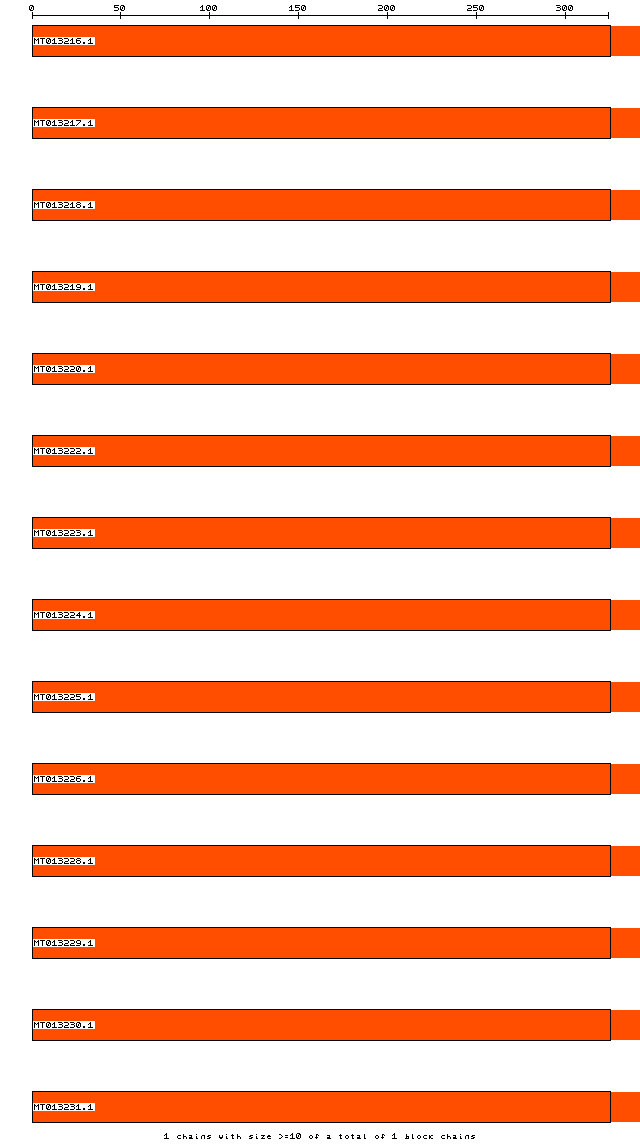 0 50 100 150 200 250 300
MT013216.1
MT013217.1
MT013218.1
MT013219.1
MT013220.1
MT013222.1
MT013223.1
MT013224.1
MT013225.1
MT013226.1
MT013228.1
MT013229.1
MT013230.1
MT013231.1
1 chains with size >=10 of a total of 1 block chains